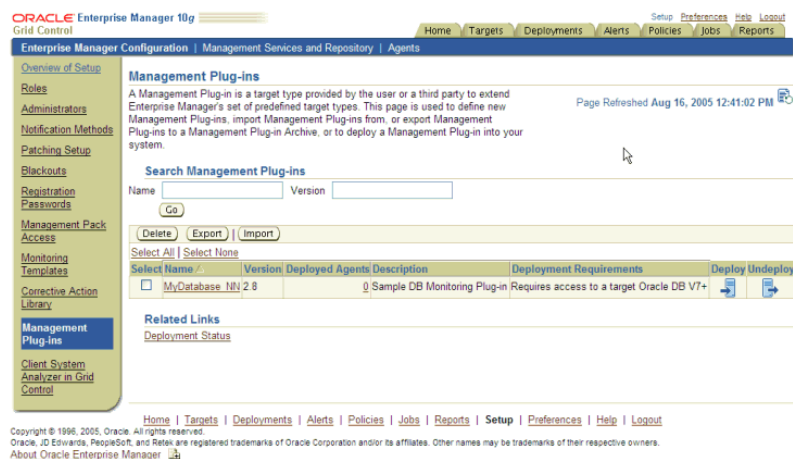 ORACLE Enterprise Manager 10g
Grid Control
Setup Preferences Help Logout
Home Targets Deployments Alerts Policies Jobs Reports
Enterprise Manager Configuration | Management Services and Repository | Agents
Overview of Setup
Roles
Administrators
Notification Methods
Patching Setup
Blackouts
Registration
Passwords
Management Pack
Access
Monitoring
Templates
Corrective Action
Library
Management
Plug-ins
Client System
Analyzer in Grid
Control
Management Plug-ins
A Management Plug-in is a target type provided by the user or a third party to extend
Enterprise Manager's set of predefined target types. This page is used to define new
Management Plug-ins, import Management Plug-ins from, or export Management
Plug-ins to a Management Plug-in Archive, or to deploy a Management Plug-in into your
system.
Page Refreshed Aug 16, 2005 12:41:02 PM
Search Management Plug-ins
Name Version
Go
Delete Export | Import
Select All | Select None
Select Name Version Deployed Agents Description Deployment Requirements Deploy Undeploy
MyDatabase_NN 2.8 0 Sample DB Monitoring Plug-in Requires access to a target Oracle DB V7+
Related Links
Deployment Status
Home | Targets | Deployments | Alerts | Policies | Jobs | Reports | Setup | Preferences | Help | Logout
Copyright © 1996, 2005, Oracle. All rights reserved.
Oracle, JD Edwards, PeopleSoft, and Retek are registered trademarks of Oracle Corporation and/or its affiliates. Other names may be trademarks of their respective owners.
About Oracle Enterprise Manager